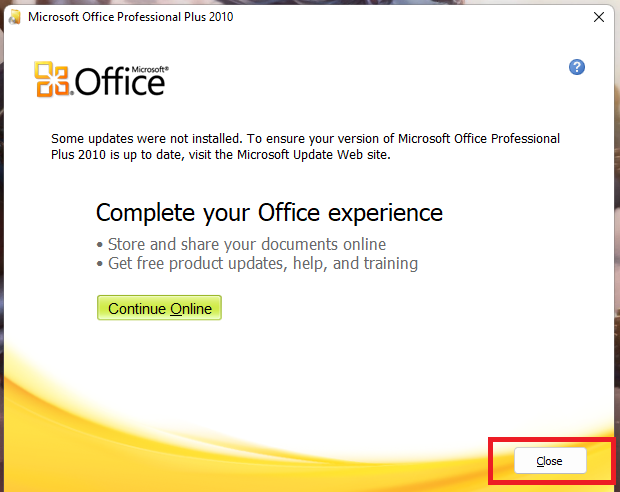 Microsoft Office Professional Plus 2010
Microsoft®
Office
?
Some updates were not installed. To ensure your version of Microsoft Office Professional
Plus 2010 is up to date, visit the Microsoft Update Web site.
Complete your Office experience
• Store and share your documents online
• Get free product updates, help, and training
Continue Online
Close